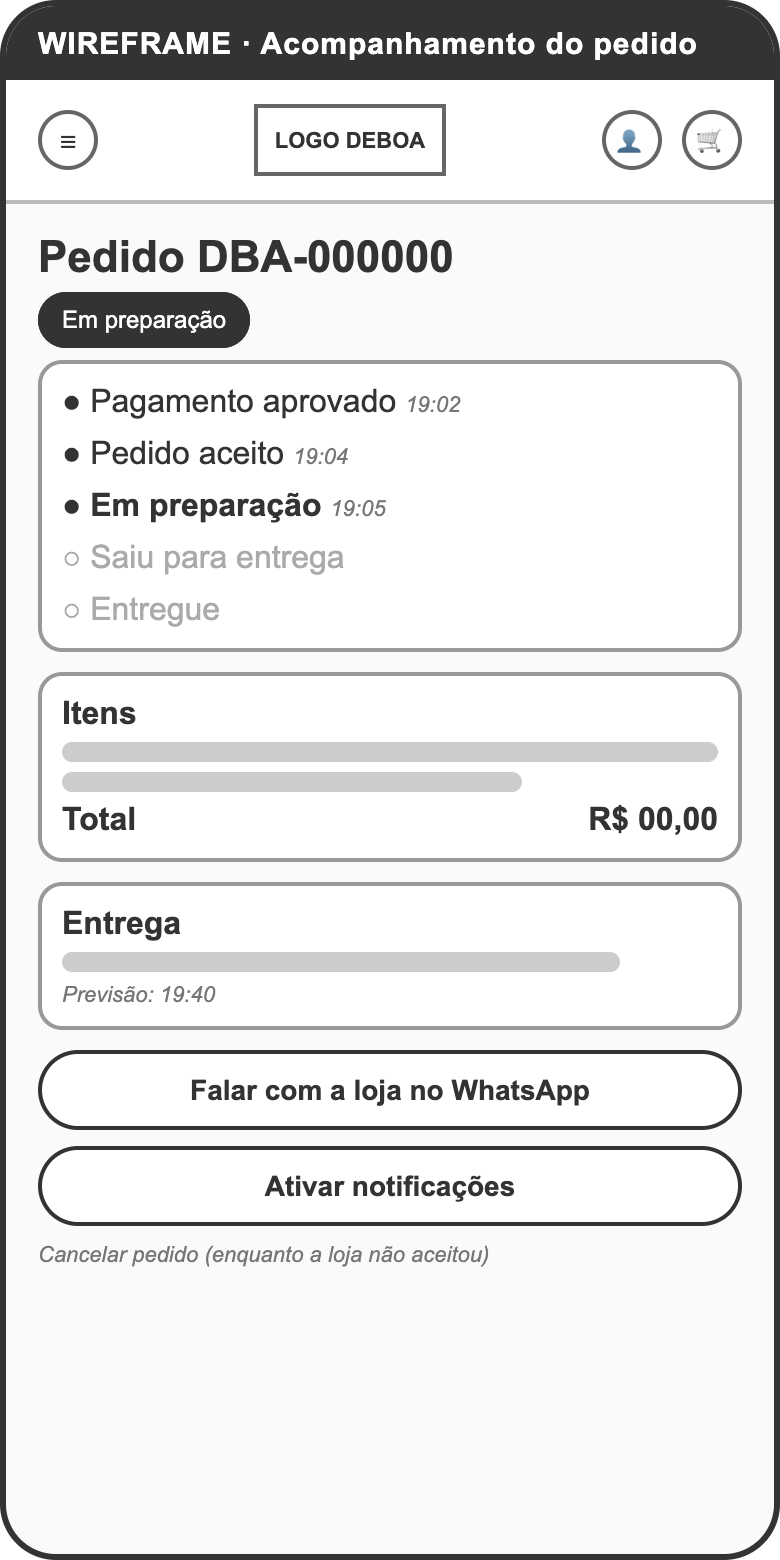 WIREFRAME · Acompanhamento do pedido
≡
LOGO DEBOA
Pedido DBA-000000
Em preparação
● Pagamento aprovado 19:02
● Pedido aceito 19:04
● Em preparação 19:05
○ Saiu para entrega
○ Entregue
Itens
Total R$ 00,00
Entrega
Previsão: 19:40
Falar com a loja no WhatsApp
Ativar notificações
Cancelar pedido (enquanto a loja não aceitou)